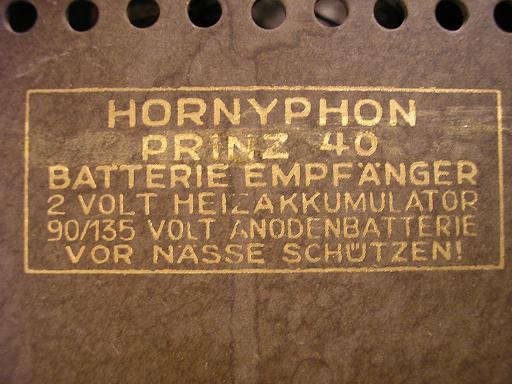 HORNYPHON
PRINZ 40
BATTERIE EMPFÄNGER
2 VOLT HEIZAKKUMULATOR
90/135 VOLT ANODENBATTERIE
VOR NÄSSE SCHÜTZEN!